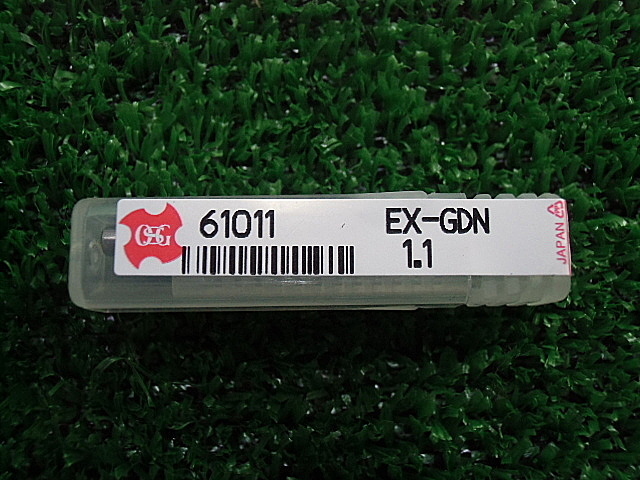 OSG
61011
EX-GDN
1.1
JAPAN